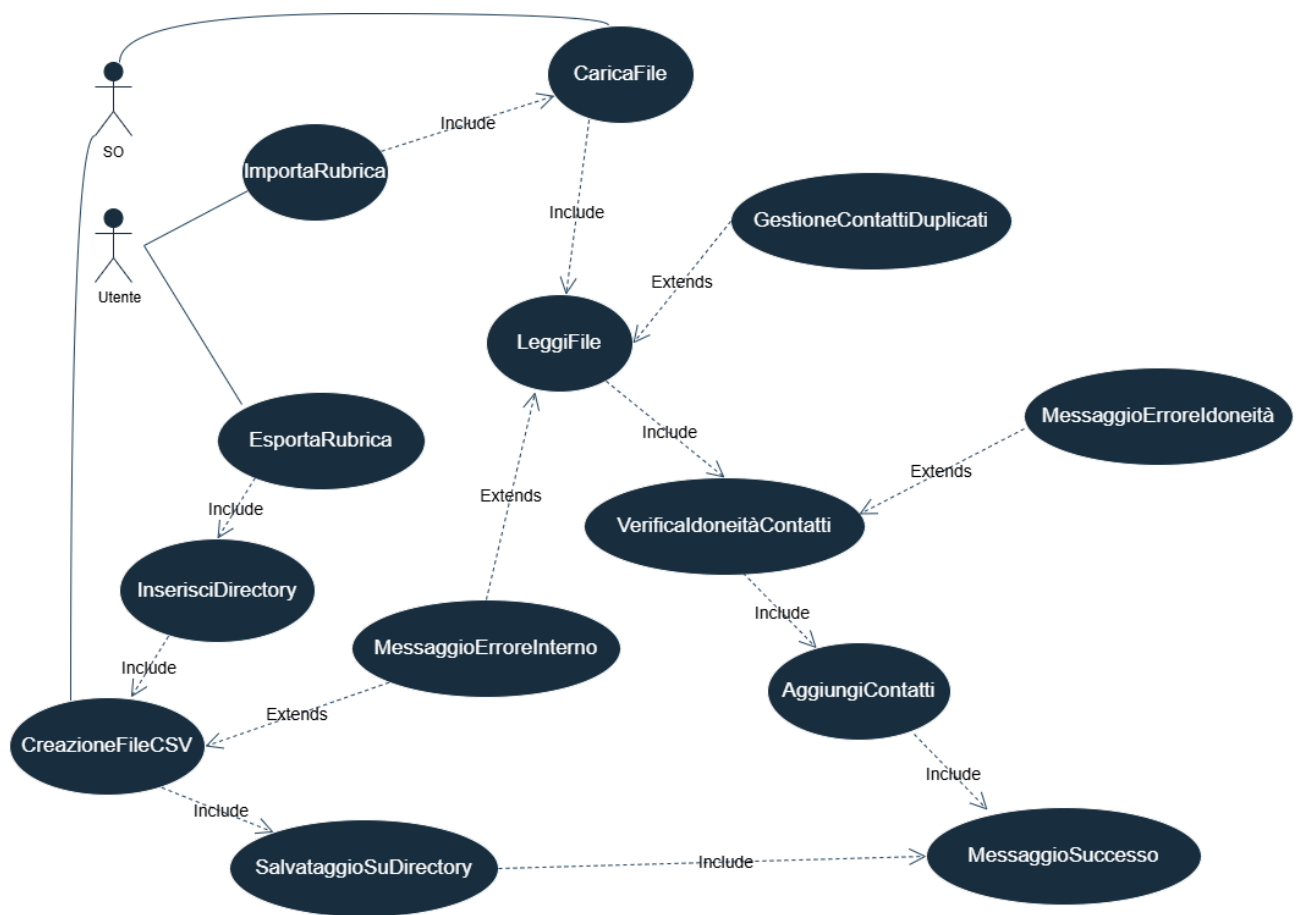 CaricaFile
Include
SO
ImportaRubrica
Include
GestioneContattiDuplicati
Extends
Utente
LeggiFile
MessaggioErroreIdoneità
Include
EsportaRubrica
Extends
Extends
Include
VerificaIdoneitàContatti
InserisciDirectory
Include
MessaggioErroreInterno
Include
AggiungiContatti
Extends
CreazioneFileCSV
Include
Include
MessaggioSuccesso
Include
SalvataggioSuDirectory